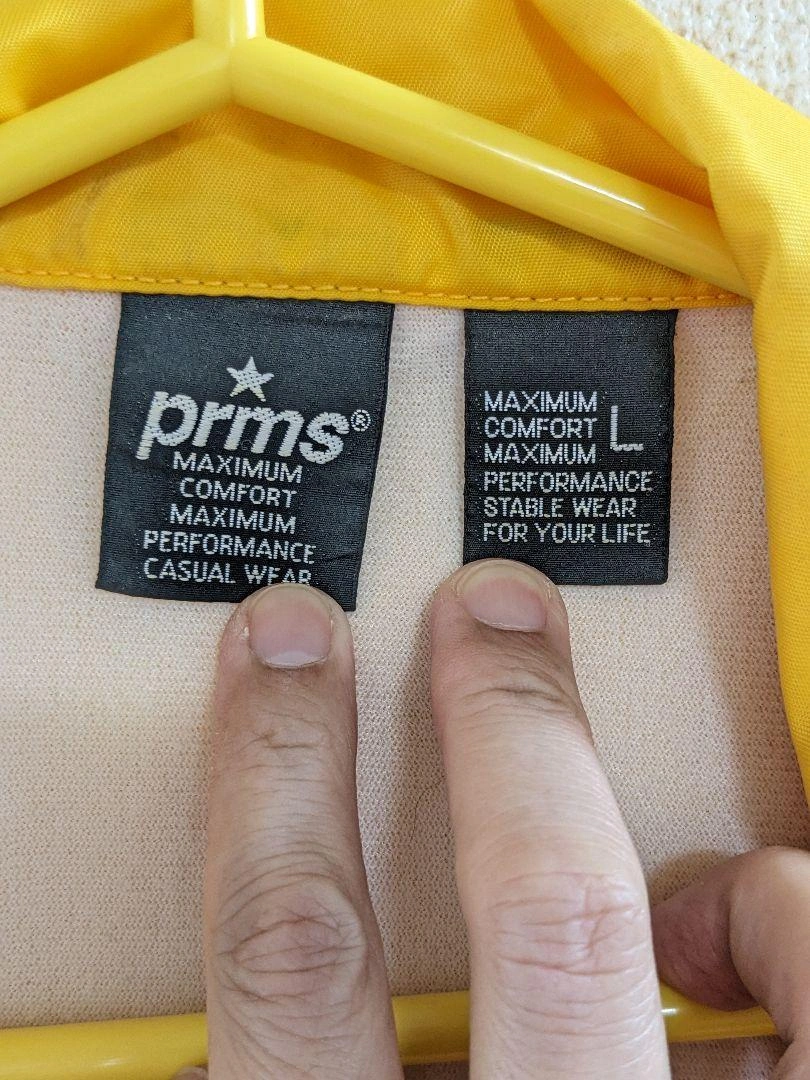 prms®
MAXIMUM
COMFORT
MAXIMUM
PERFORMANCE
CASUAL WEAR
MAXIMUM
COMFORT L
MAXIMUM
PERFORMANCE
STABLE WEAR
FOR YOUR LIFE